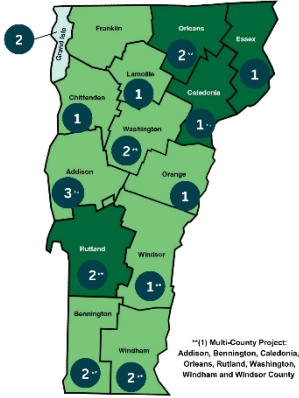 Franklin
Orleans
Essex
2
Grand Isle
2**
Lamoille
1
1
Caledonia
Chittenden
1
1**
Washington
2**
Addison
3**
Orange
1
Rutland
2**
Windsor
1**
Bennington
2**
Windham
2**
**(1) Multi-County Project:
Addison, Bennington, Caledonia,
Orleans, Rutland, Washington,
Windham and Windsor County